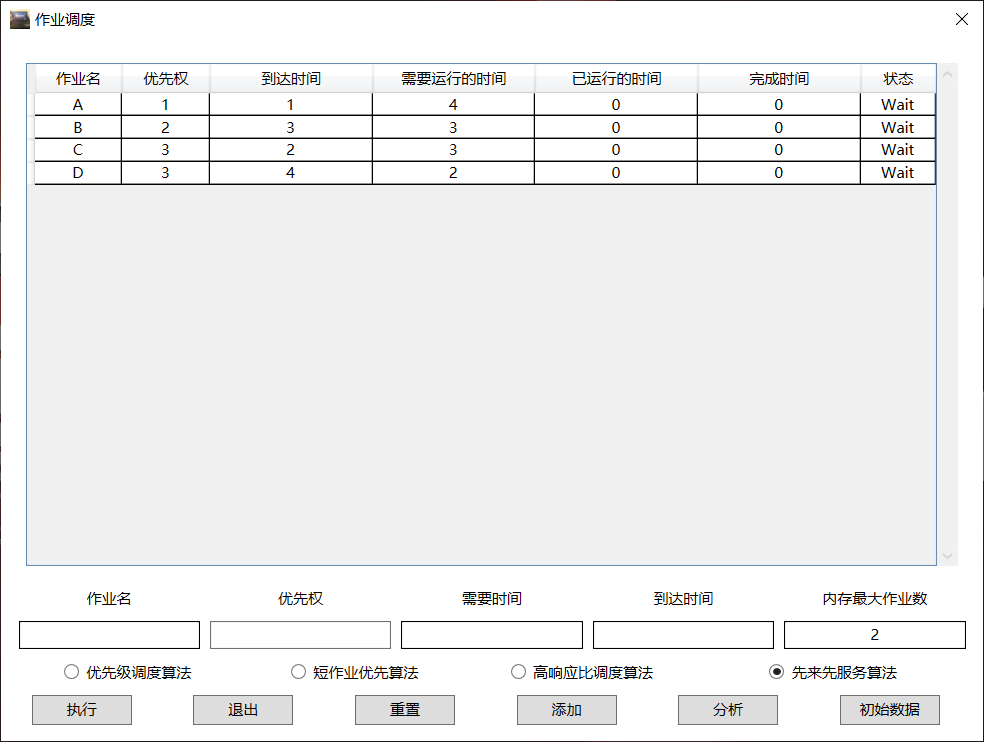 作业调度
作业名 优先权 到达时间 需要运行的时间 已运行的时间 完成时间 状态
A 1 1 4 0 0 Wait
B 2 3 3 0 0 Wait
C 3 2 3 0 0 Wait
D 3 4 2 0 0 Wait
作业名 优先权 需要时间 到达时间 内存最大作业数
2
优先级调度算法 短作业优先算法 高响应比调度算法 先来先服务算法
执行 退出 重置 添加 分析 初始数据